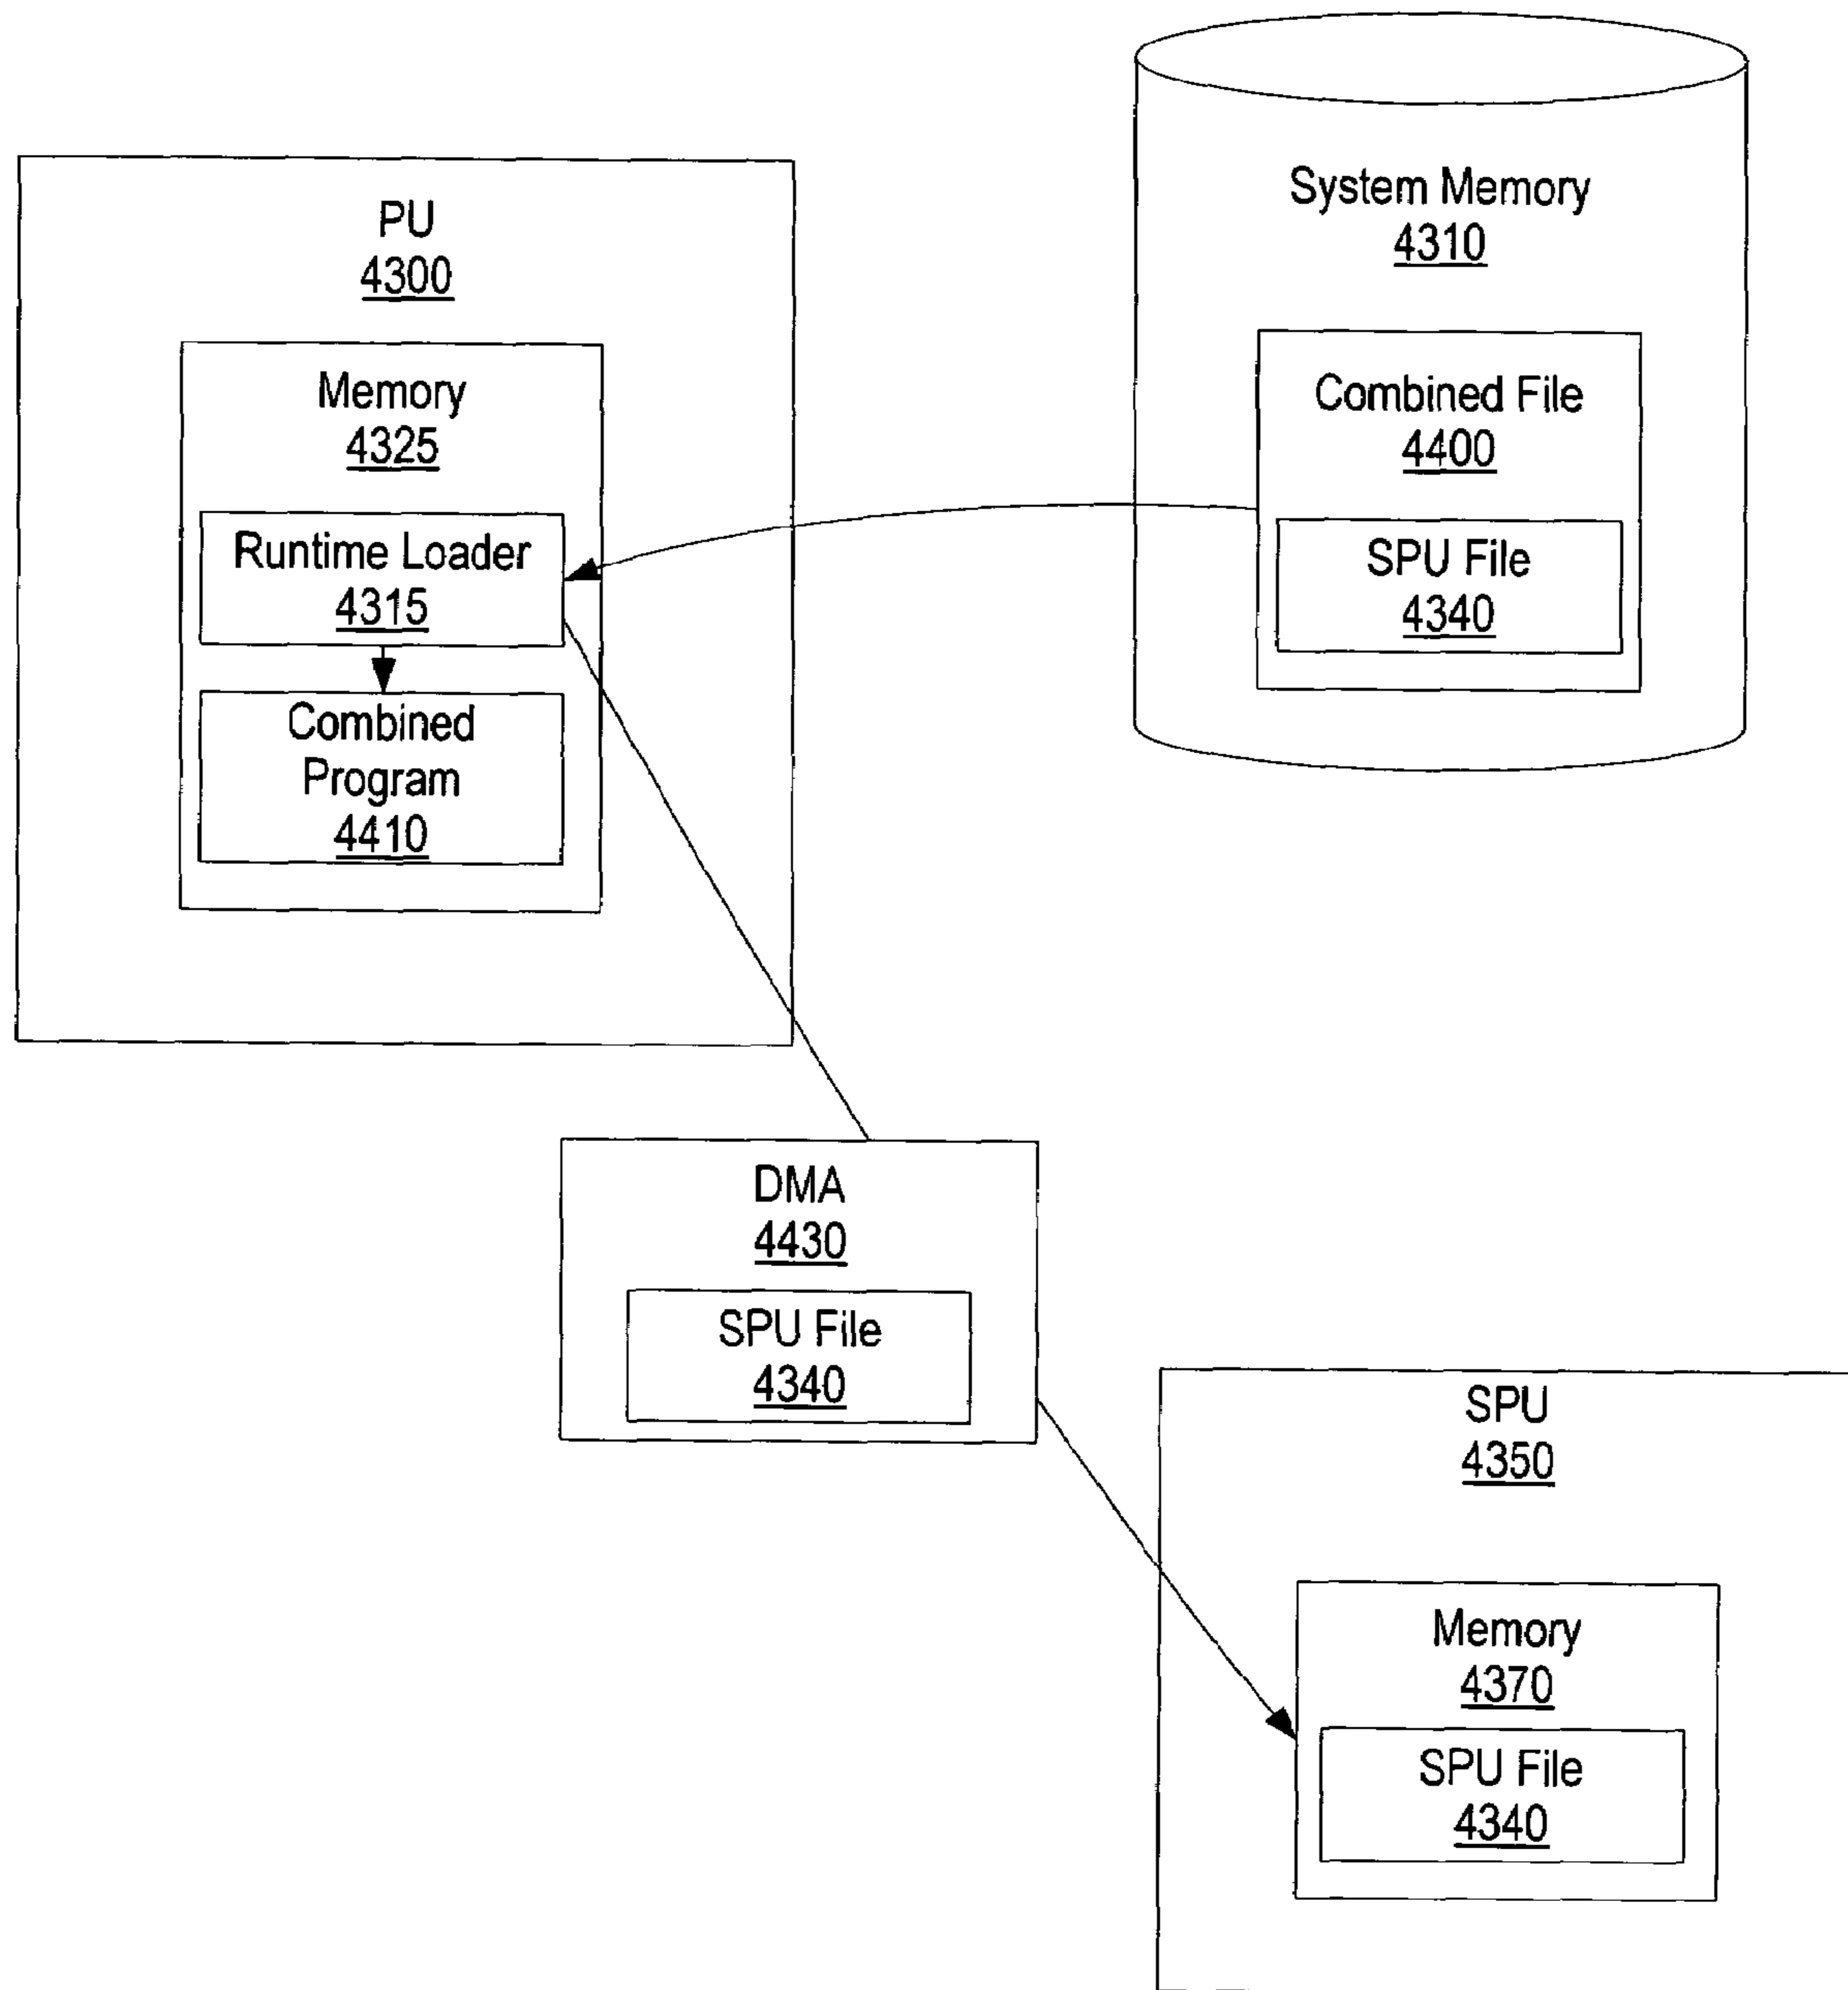 PU
4300
Memory
4325
Runtime Loader
4315
Combined
Program
4410
System Memory
4310
Combined File
4400
SPU File
4340
DMA
4430
SPU File
4340
SPU
4350
Memory
4370
SPU File
4340